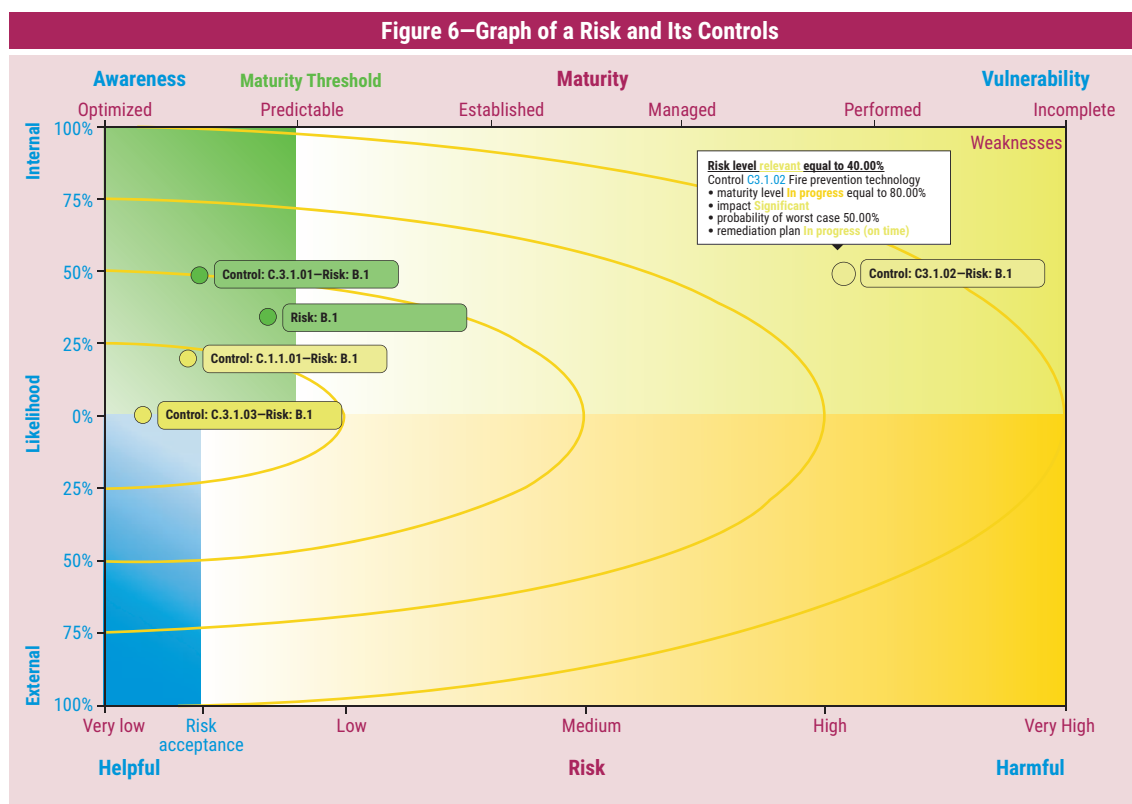 Figure 6—Graph of a Risk and Its Controls
Awareness
Maturity Threshold
Maturity
Vulnerability
Optimized
Predictable
Established
Managed
Performed
Incomplete
Internal
Likelihood
External
100%
75%
50%
25%
0%
25%
50%
75%
100%
Weaknesses
Risk level relevant equal to 40.00%
Control C3.1.02 Fire prevention technology
• maturity level In progress equal to 80.00%
• impact Significant
• probability of worst case 50.00%
• remediation plan In progress (on time)
Control: C.3.1.01—Risk: B.1
Control: C3.1.02—Risk: B.1
Risk: B.1
Control: C.1.1.01—Risk: B.1
Control: C.3.1.03—Risk: B.1
Very low
Risk
acceptance
Low
Medium
High
Very High
Helpful
Risk
Harmful